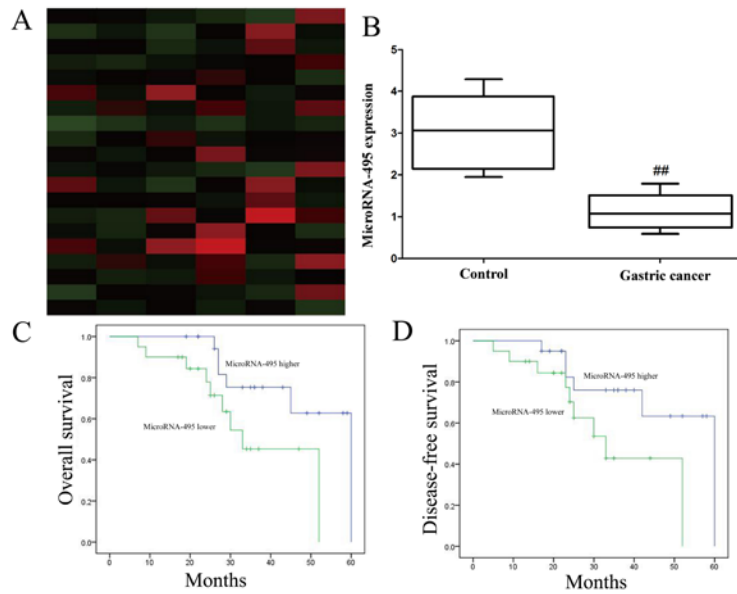 A
B
MicroRNA-495 expression
5
4
3
2
1
0
##
Control
Gastric cancer
C
Overall survival
1.0
0.8
0.6
0.4
0.2
0.0
MicroRNA-495 higher
MicroRNA-495 lower
0 10 20 30 40 50 60
Months
D
Disease-free survival
1.0
0.8
0.6
0.4
0.2
0.0
MicroRNA-495 higher
MicroRNA-495 lower
0 10 20 30 40 50 60
Months